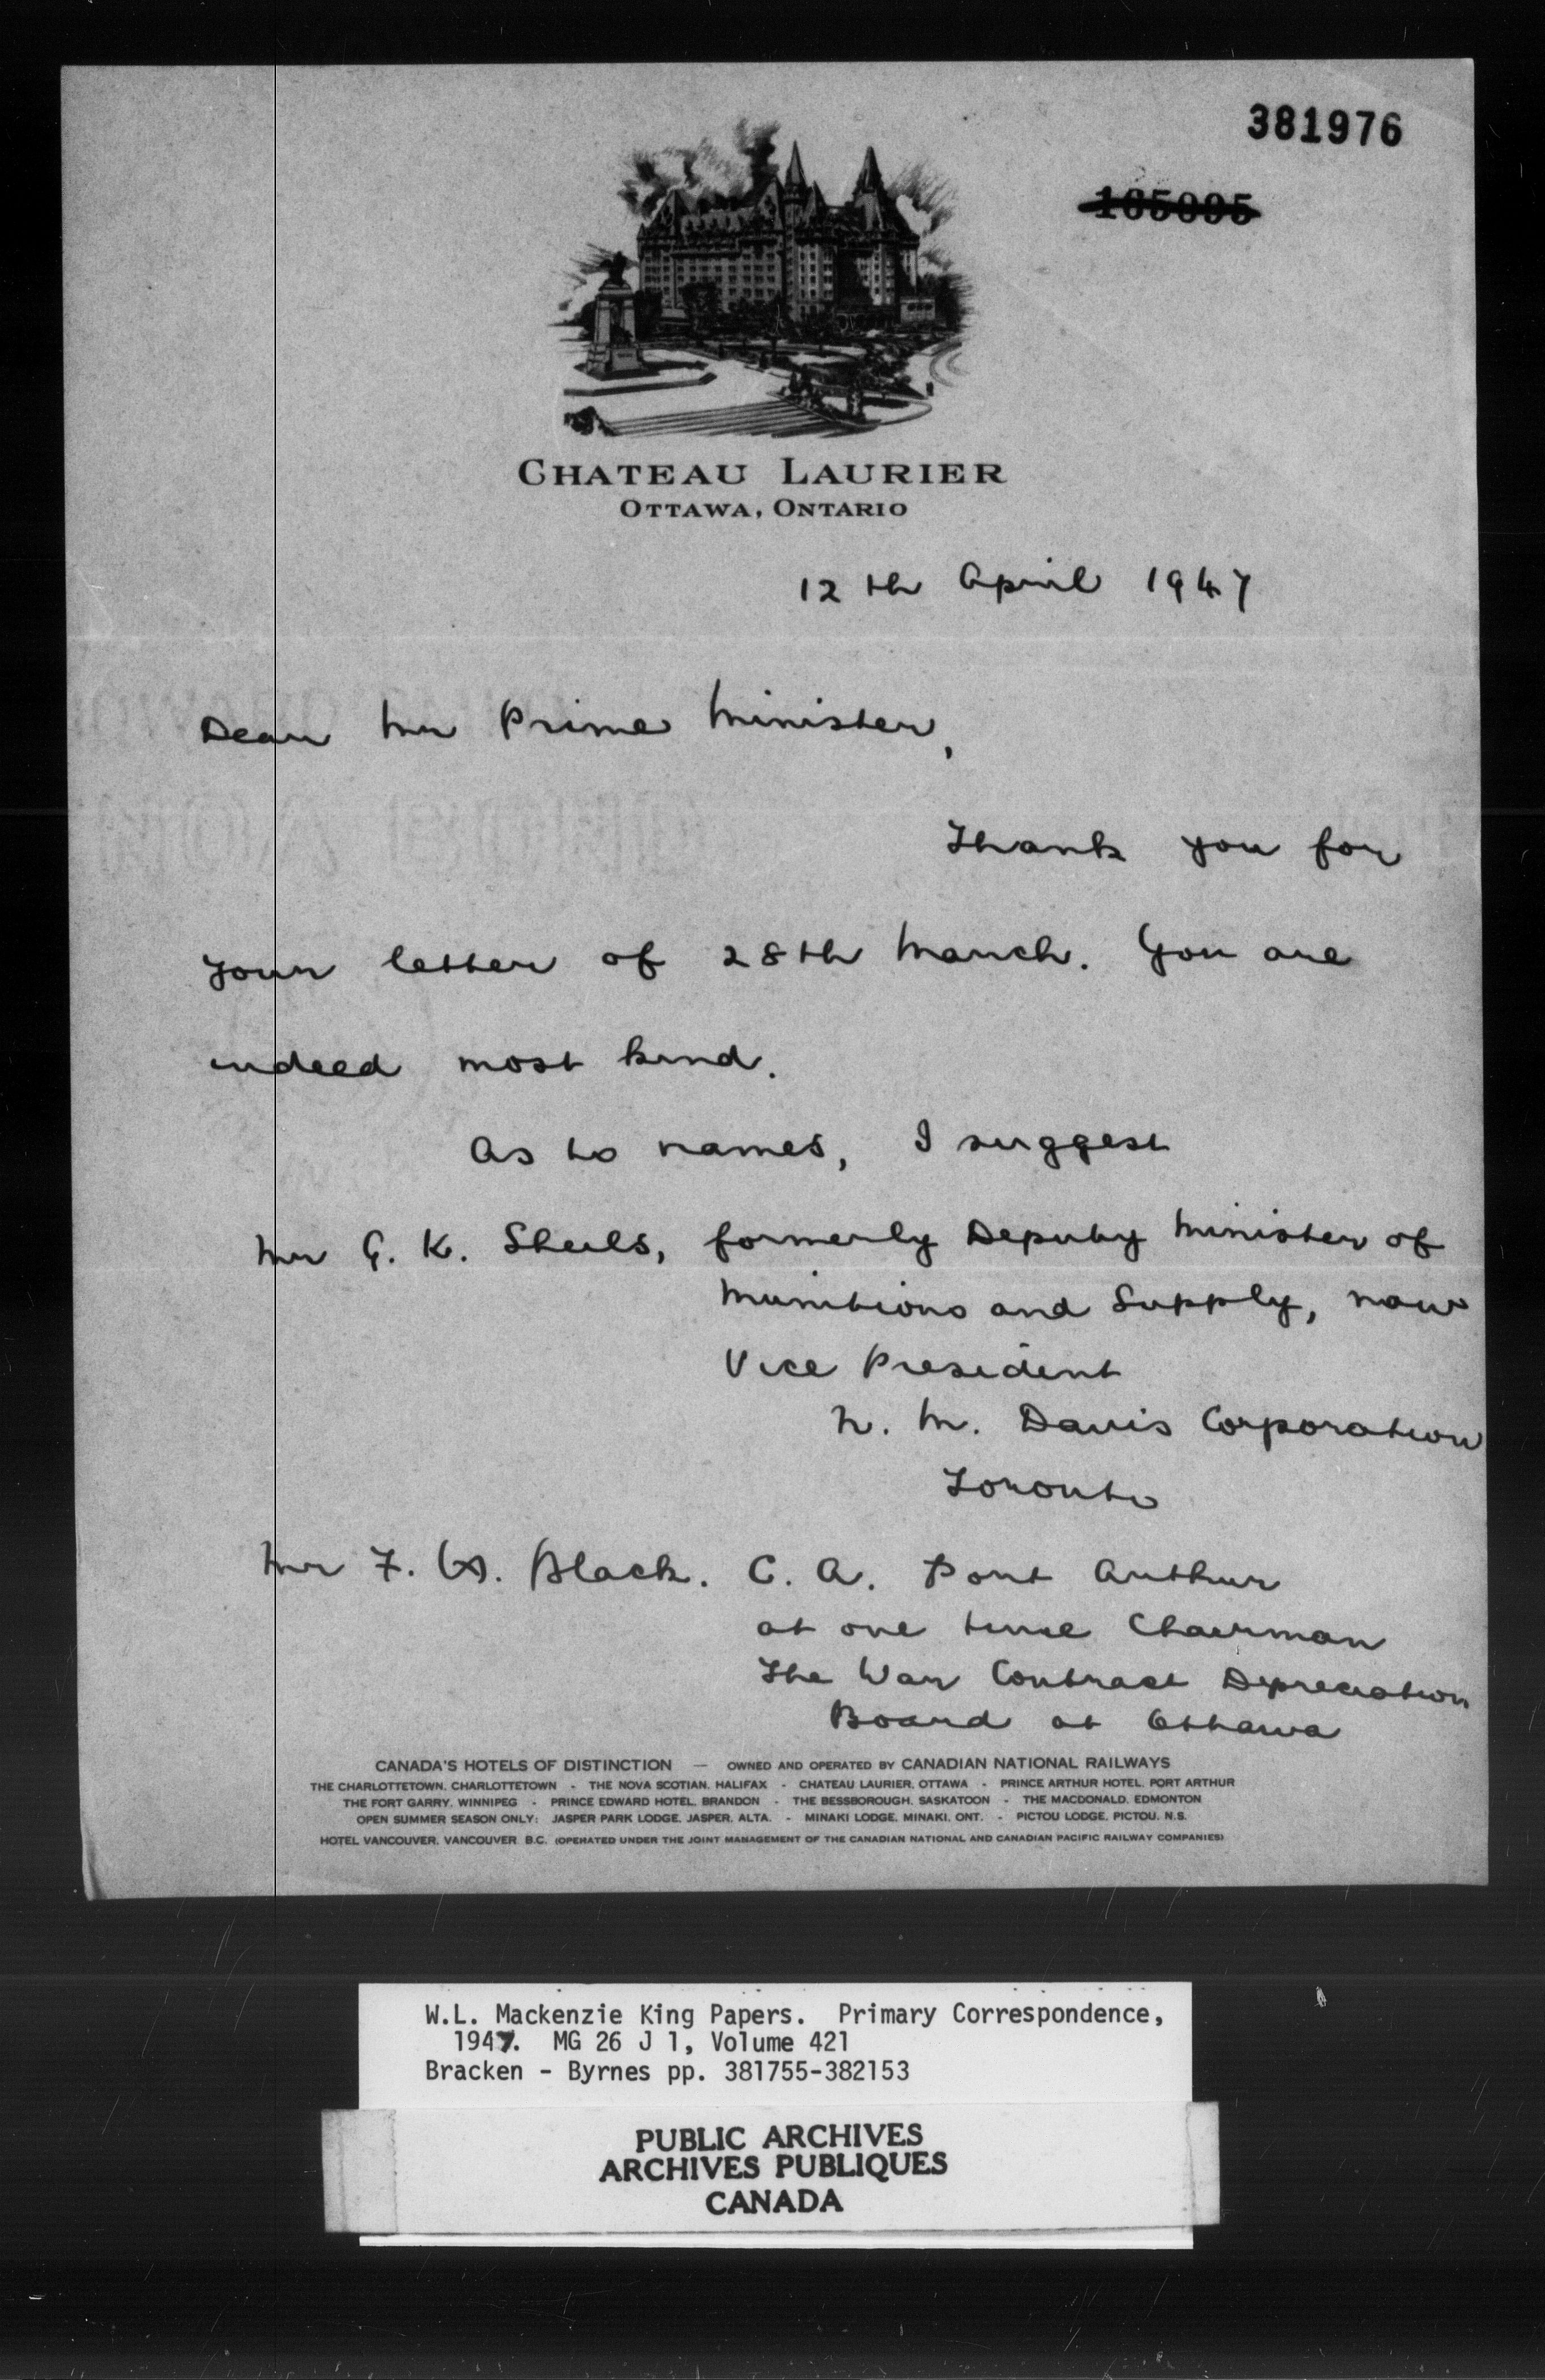 381976
165095
CHATEAU LAURIER
OTTAWA, ONTARIO
12th April 1947
Dear Mr Prime Minister,
Thank you for
your letter of 28th March. You are
indeed most kind.
As to names, I suggest
Mr G. K. Sheils, formerly Deputy Minister of
Munitions and Supply, now
Vice President
N. M. Davis Corporation
Toronto
Mr F. H. Black. C. A. Port Arthur
at one time Chairman
The War Contract Depreciation
Board at Ottawa
CANADA'S HOTELS OF DISTINCTION — OWNED AND OPERATED BY CANADIAN NATIONAL RAILWAYS
THE CHARLOTTETOWN, CHARLOTTETOWN - THE NOVA SCOTIAN, HALIFAX - CHATEAU LAURIER, OTTAWA - PRINCE ARTHUR HOTEL, PORT ARTHUR
THE FORT GARRY, WINNIPEG - PRINCE EDWARD HOTEL, BRANDON - THE BESSBOROUGH, SASKATOON - THE MACDONALD, EDMONTON
OPEN SUMMER SEASON ONLY: JASPER PARK LODGE, JASPER, ALTA. - MINAKI LODGE, MINAKI, ONT. - PICTOU LODGE, PICTOU, N.S.
HOTEL VANCOUVER, VANCOUVER B.C. (OPERATED UNDER THE JOINT MANAGEMENT OF THE CANADIAN NATIONAL AND CANADIAN PACIFIC RAILWAY COMPANIES)
W.L. Mackenzie King Papers. Primary Correspondence,
1947. MG 26 J 1, Volume 421
Bracken - Byrnes pp. 381755-382153
PUBLIC ARCHIVES
ARCHIVES PUBLIQUES
CANADA